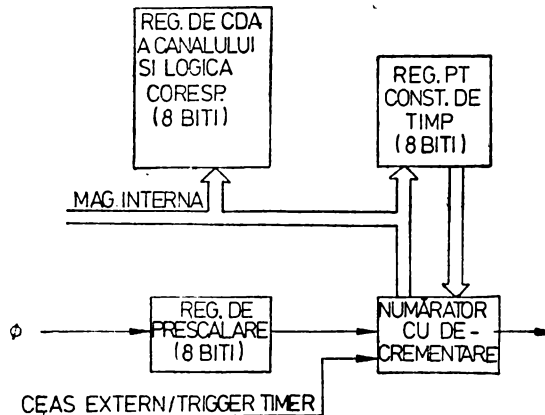 REG. DE CDA
A CANALULUI
SI LOGICA
CORESP.
(8 BITI)
REG. PT
CONST. DE
TIMP
(8 BITI)
MAG. INTERNA
REG. DE
PRESCALARE
(8 BITI)
NUMĂRATOR
CU DE-
CREMENTARE
Φ
CEAS EXTERN/TRIGGER TIMER